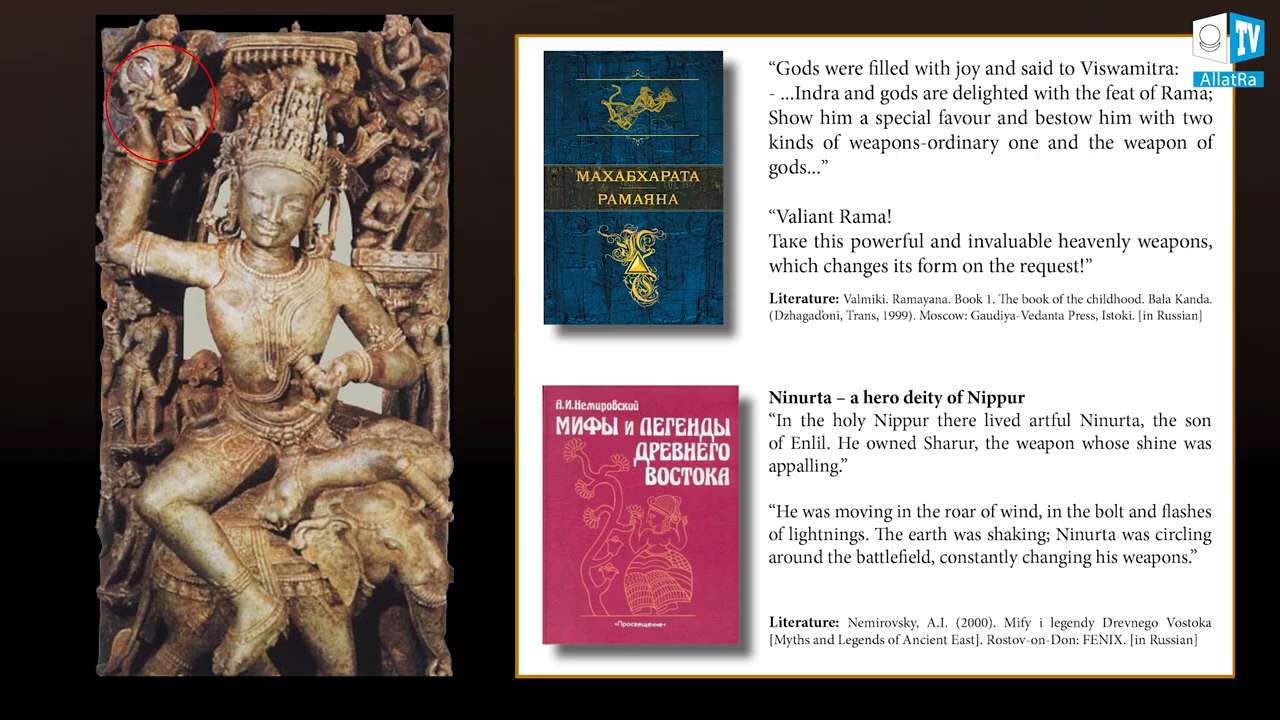 TV
AllatRa
“Gods were filled with joy and said to Viswamitra:
- ...Indra and gods are delighted with the feat of Rama;
Show him a special favour and bestow him with two
kinds of weapons-ordinary one and the weapon of
gods...”
“Valiant Rama!
Take this powerful and invaluable heavenly weapons,
which changes its form on the request!”
Literature: Valmiki. Ramayana. Book 1. The book of the childhood. Bala Kanda.
(Dzhagad’oni, Trans, 1999). Moscow: Gaudiya-Vedanta Press, Istoki. [in Russian]
МАХАБХАРАТА
РАМАЯНА
А.И.Немировский
МИФЫ и ЛЕГЕНДЫ
ДРЕВНЕГО
ВОСТОКА
«Просвещение»
Ninurta – a hero deity of Nippur
“In the holy Nippur there lived artful Ninurta, the son
of Enlil. He owned Sharur, the weapon whose shine was
appalling.”
“He was moving in the roar of wind, in the bolt and flashes
of lightnings. The earth was shaking; Ninurta was circling
around the battlefield, constantly changing his weapons.”
Literature: Nemirovsky, A.I. (2000). Mify i legendy Drevnego Vostoka
[Myths and Legends of Ancient East]. Rostov-on-Don: FENIX. [in Russian]